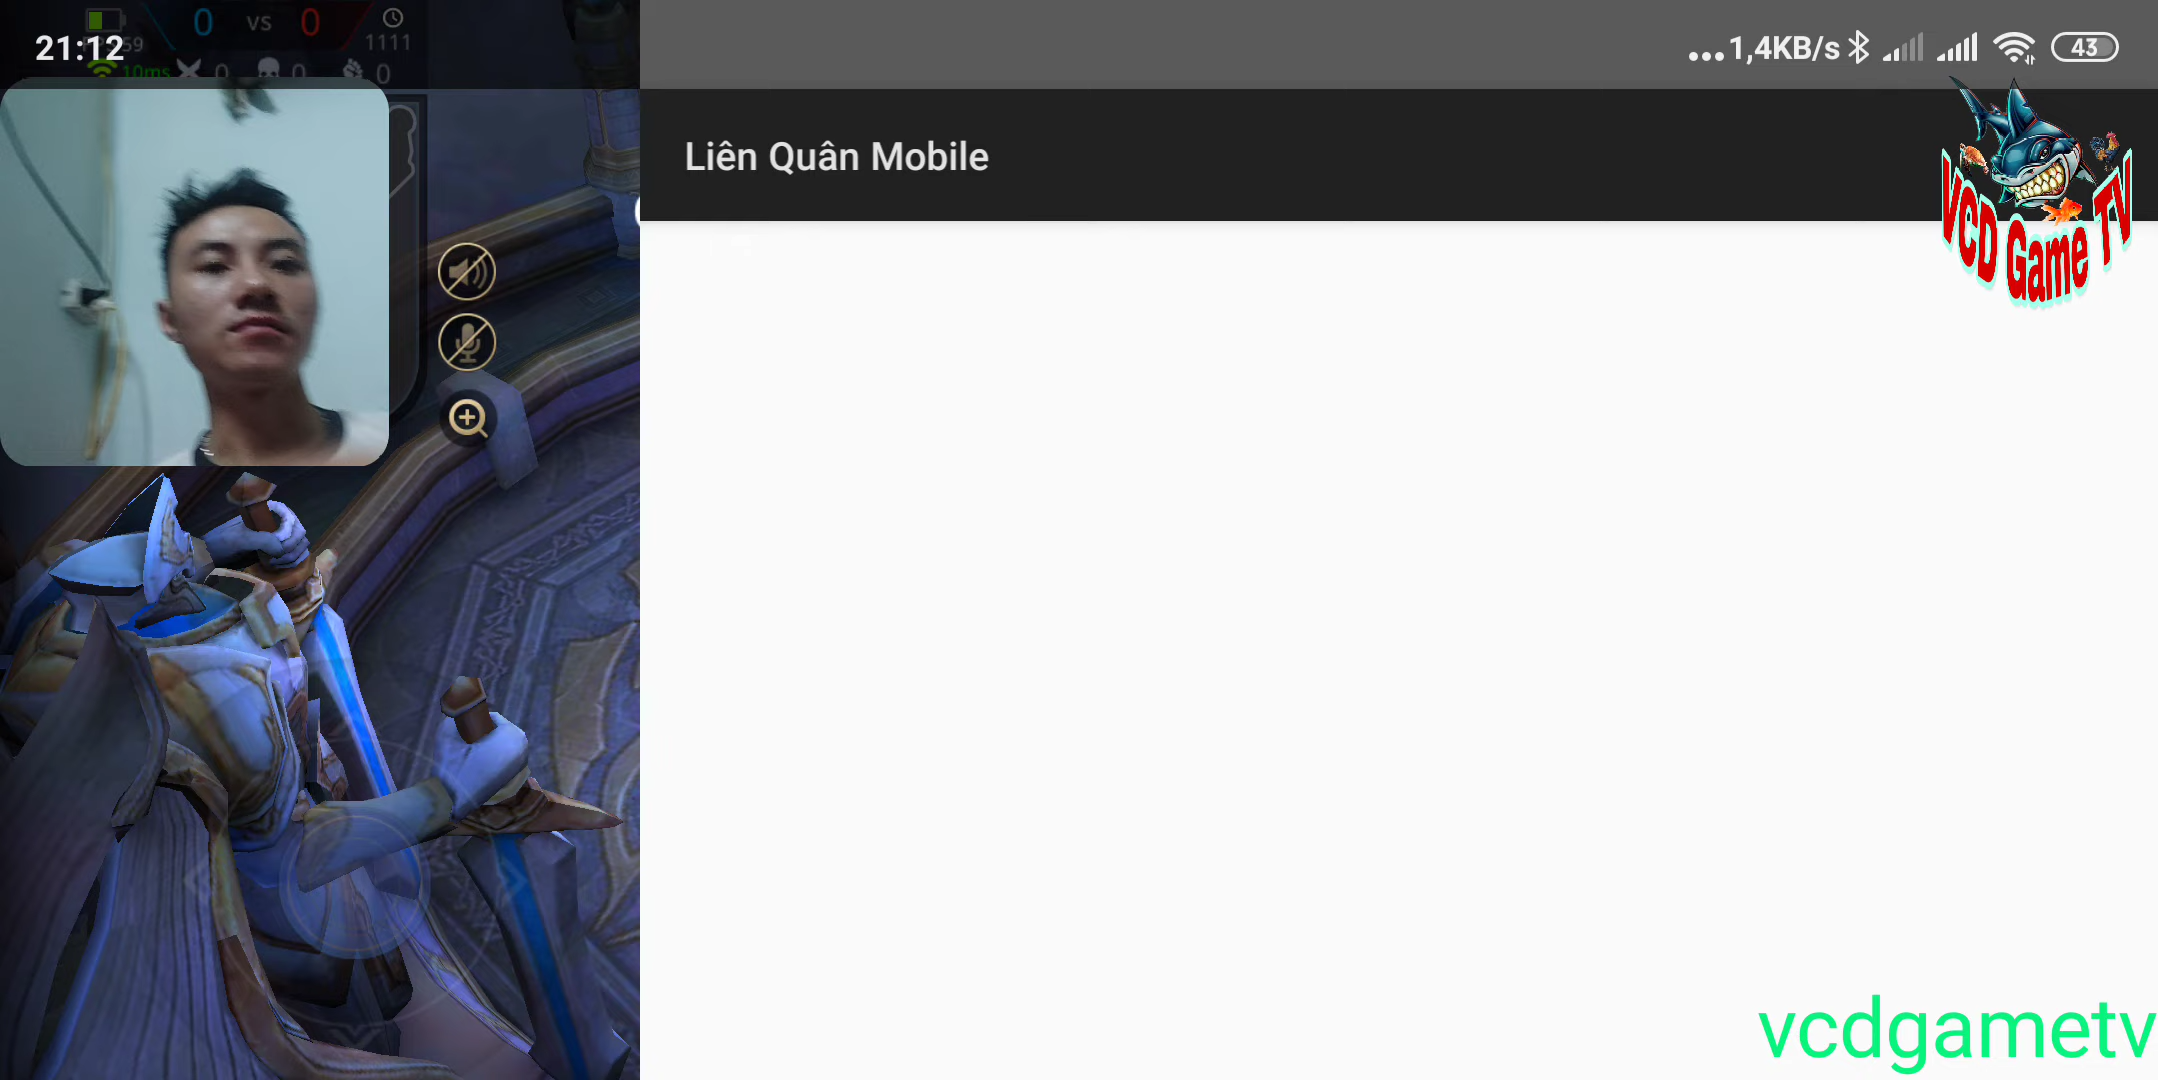 0 vs 0
1111
21:12
10ms
0
0
0
...1,4KB/s
43
Liên Quân Mobile
VCD Game TV
vcdgametv